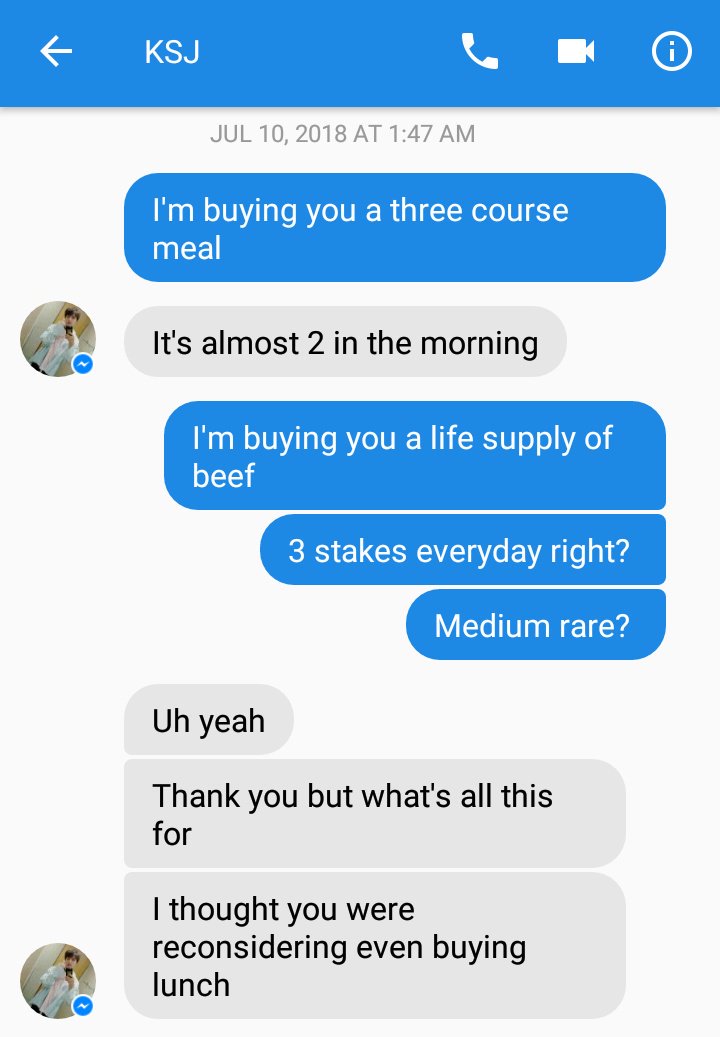 KSJ
JUL 10, 2018 AT 1:47 AM
I'm buying you a three course
meal
It's almost 2 in the morning
I'm buying you a life supply of
beef
3 stakes everyday right?
Medium rare?
Uh yeah
Thank you but what's all this
for
I thought you were
reconsidering even buying
lunch